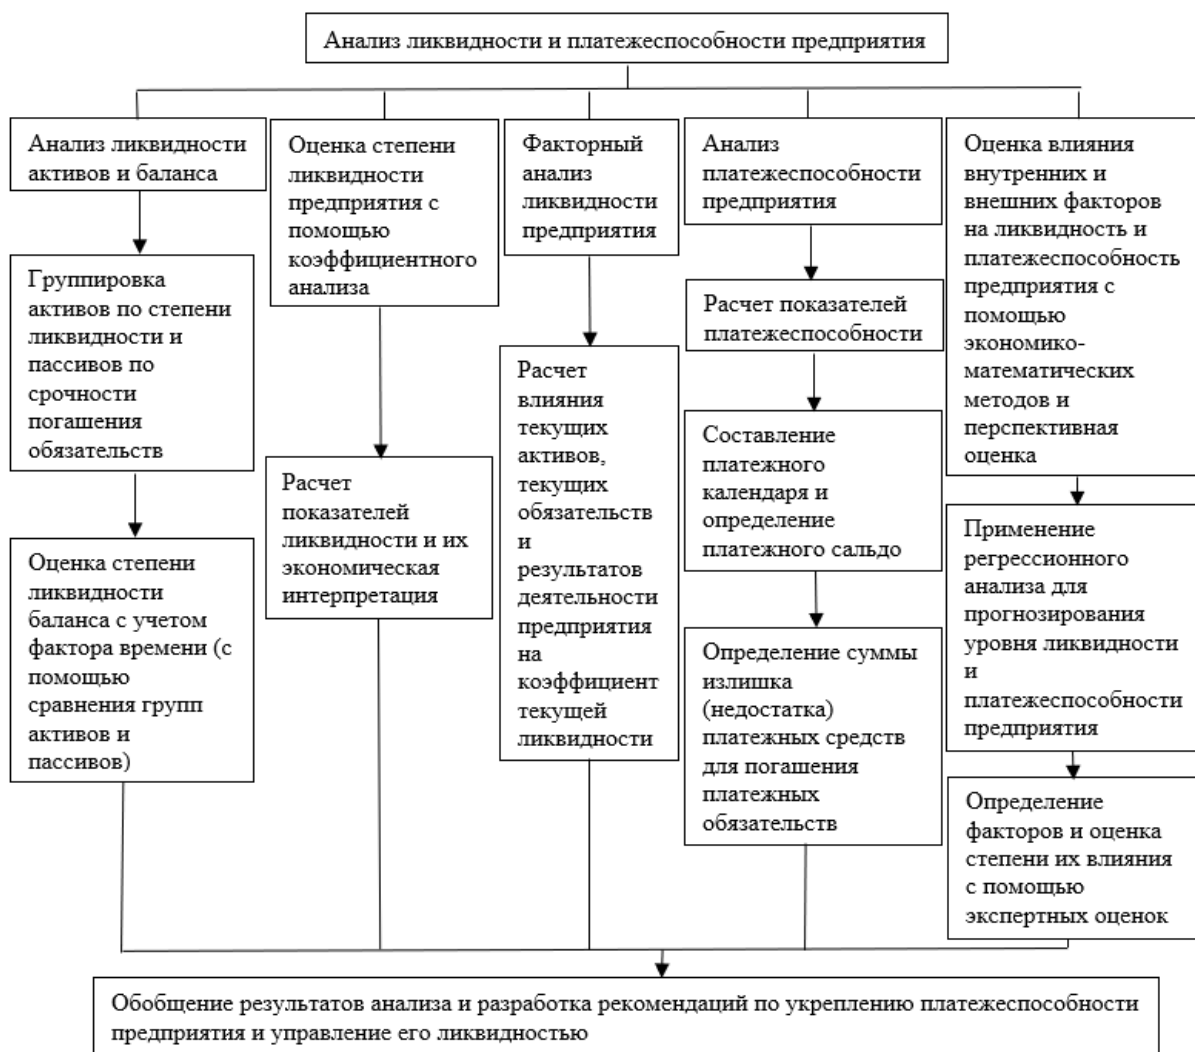 Анализ ликвидности и платежеспособности предприятия
Анализ ликвидности
активов и баланса
Группировка
активов по степени
ликвидности и
пассивов по
срочности
погашения
обязательств
Оценка степени
ликвидности
баланса с учетом
фактора времени (с
помощью
сравнения групп
активов и
пассивов)
Оценка степени
ликвидности
предприятия с
помощью
коэффициентного
анализа
Расчет
показателей
ликвидности и их
экономическая
интерпретация
Факторный
анализ
ликвидности
предприятия
Расчет
влияния
текущих
активов,
текущих
обязательств
и
результатов
деятельности
предприятия
на
коэффициент
текущей
ликвидности
Анализ
платежеспособности
предприятия
Расчет показателей
платежеспособности
Составление
платежного
календаря и
определение
платежного сальдо
Определение суммы
излишка
(недостатка)
платежных средств
для погашения
платежных
обязательств
Оценка влияния
внутренних и
внешних факторов
на ликвидность и
платежеспособность
предприятия с
помощью
экономико-
математических
методов и
перспективная
оценка
Применение
регрессионного
анализа для
прогнозирования
уровня ликвидности
и
платежеспособности
предприятия
Определение
факторов и оценка
степени их влияния
с помощью
экспертных оценок
Обобщение результатов анализа и разработка рекомендаций по укреплению платежеспособности
предприятия и управление его ликвидностью